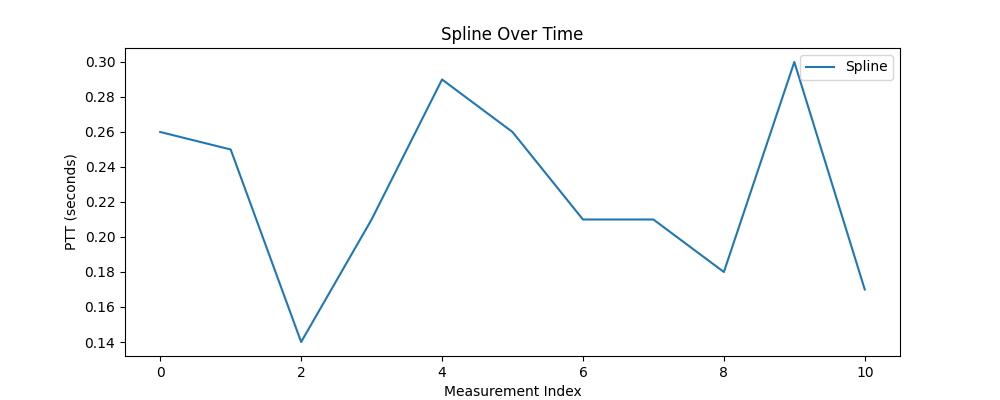 Spline Over Time
Spline
PTT (seconds)
0.30
0.28
0.26
0.24
0.22
0.20
0.18
0.16
0.14
0 2 4 6 8 10
Measurement Index